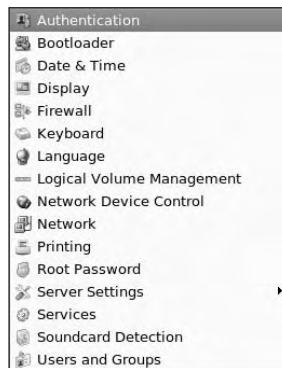 Authentication
Bootloader
Date & Time
Display
Firewall
Keyboard
Language
Logical Volume Management
Network Device Control
Network
Printing
Root Password
Server Settings
Services
Soundcard Detection
Users and Groups